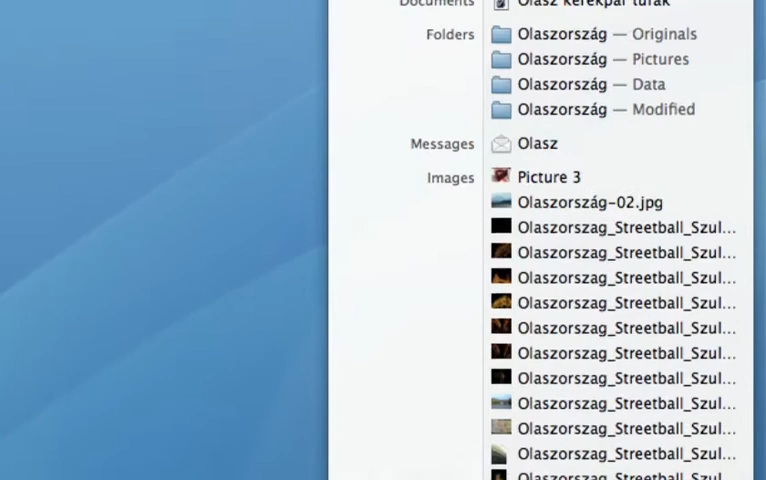 Documents Olasz kerékpár túrák
Folders Olaszország — Originals
Olaszország — Pictures
Olaszország — Data
Olaszország — Modified
Messages Olasz
Images Picture 3
Olaszország-02.jpg
Olaszorszag_Streetball_Szul...
Olaszorszag_Streetball_Szul...
Olaszorszag_Streetball_Szul...
Olaszorszag_Streetball_Szul...
Olaszorszag_Streetball_Szul...
Olaszorszag_Streetball_Szul...
Olaszorszag_Streetball_Szul...
Olaszorszag_Streetball_Szul...
Olaszorszag_Streetball_Szul...
Olaszorszag_Streetball_Szul...
Olaszorszag_Streetball_Szul...